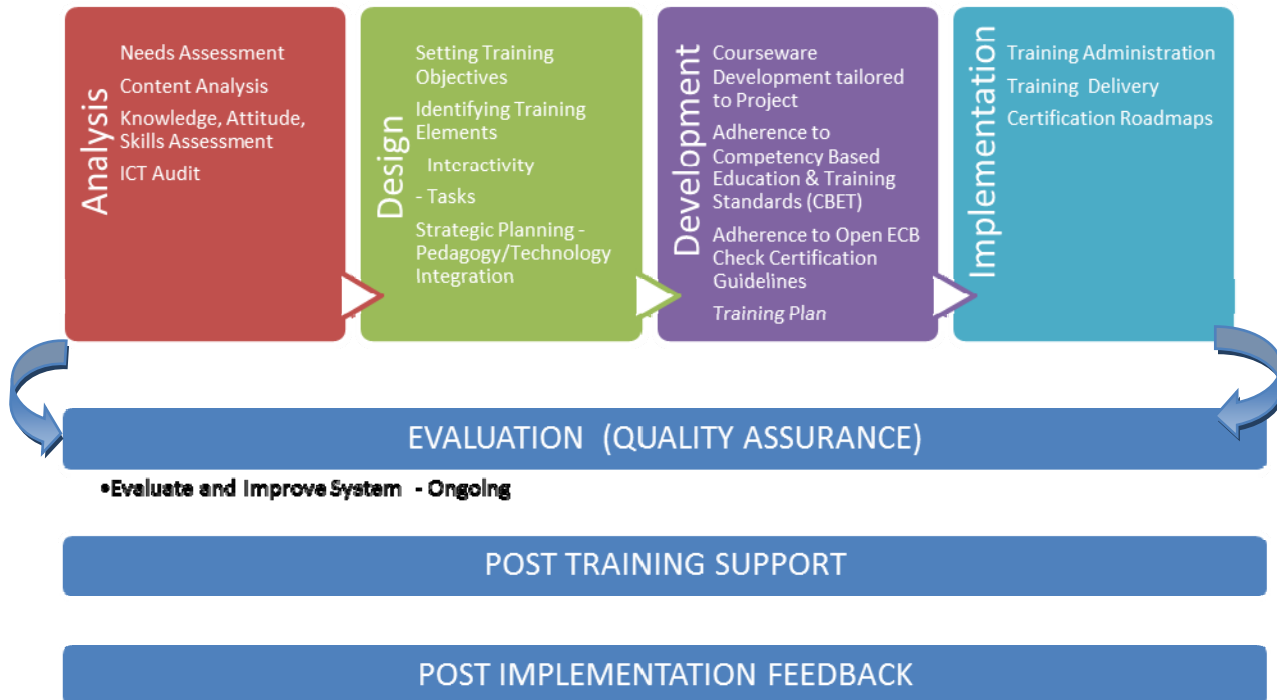 Analysis
Needs Assessment
Content Analysis
Knowledge, Attitude,
Skills Assessment
ICT Audit
Design
Setting Training
Objectives
Identifying Training
Elements
Interactivity
- Tasks
Strategic Planning -
Pedagogy/Technology
Integration
Development
Courseware
Development tailored
to Project
Adherence to
Competency Based
Education & Training
Standards (CBET)
Adherence to Open ECB
Check Certification
Guidelines
Training Plan
Implementation
Training Administration
Training Delivery
Certification Roadmaps
EVALUATION (QUALITY ASSURANCE)
•Evaluate and Improve System - Ongoing
POST TRAINING SUPPORT
POST IMPLEMENTATION FEEDBACK